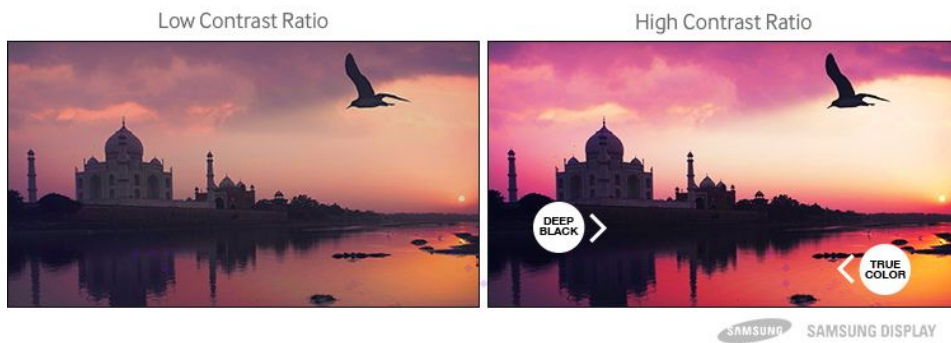 Low Contrast Ratio
High Contrast Ratio
DEEP
BLACK
TRUE
COLOR
SAMSUNG
SAMSUNG DISPLAY